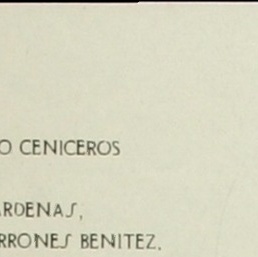 O CENICEROS
ARDENAS,
RRONES BENITEZ,